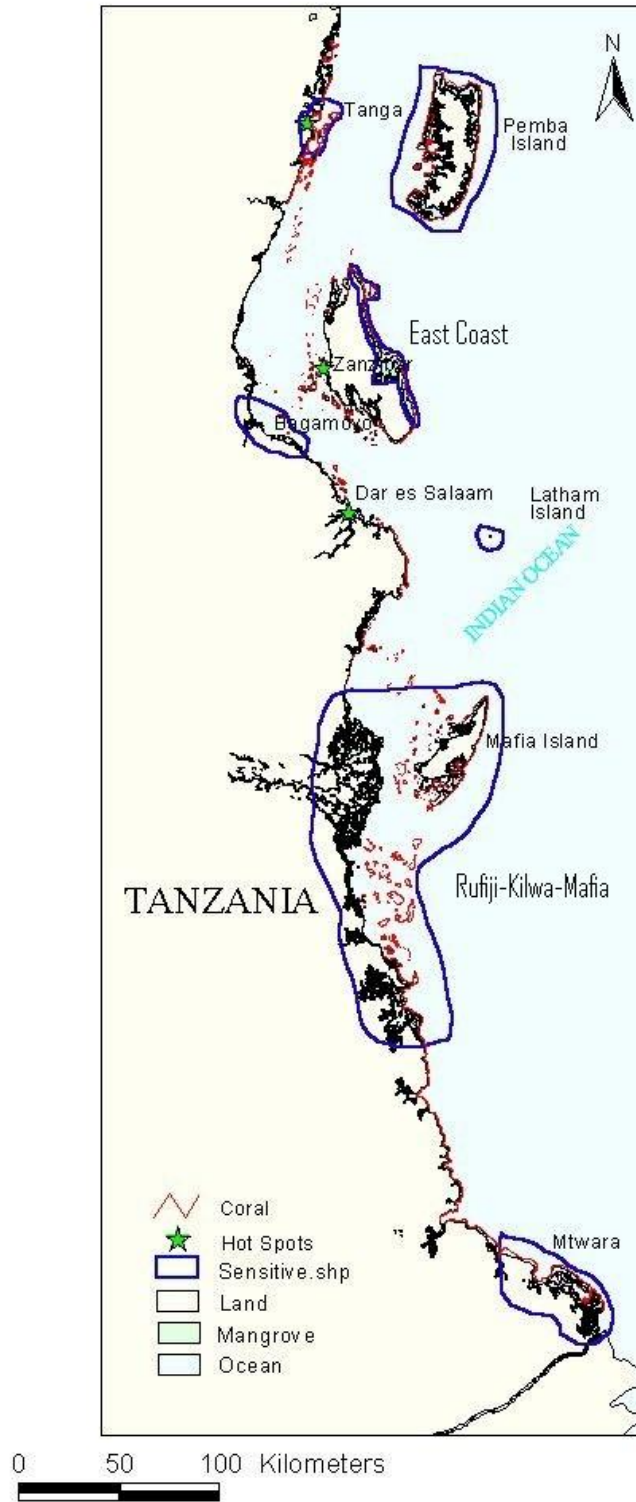 N
Tanga
Pemba
Island
East Coast
Zanzibar
Bagamoyo
Dar es Salaam
Latham
Island
INDIAN OCEAN
Mafia Island
TANZANIA
Rufiji-Kilwa-Mafia
Mtwara
Coral
Hot Spots
Sensitive.shp
Land
Mangrove
Ocean
0 50 100 Kilometers